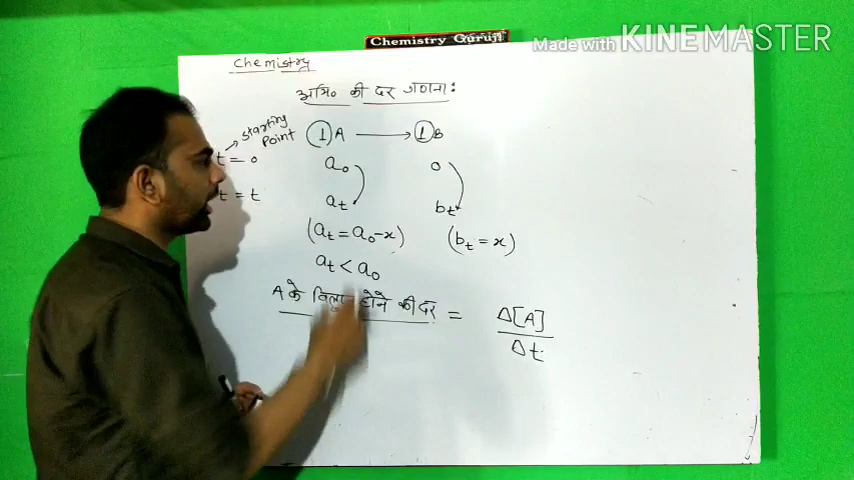 Chemistry Guruji
Made with KINEMASTER
Chemistry
अभि० की दर गणना:
t = 0 → starting point
(1)A → (1)B
a₀ 0
t = t
aₜ bₜ
(aₜ = a₀-x) (bₜ = x)
aₜ < a₀
A के विलुप्त होने की दर = Δ[A] / Δt